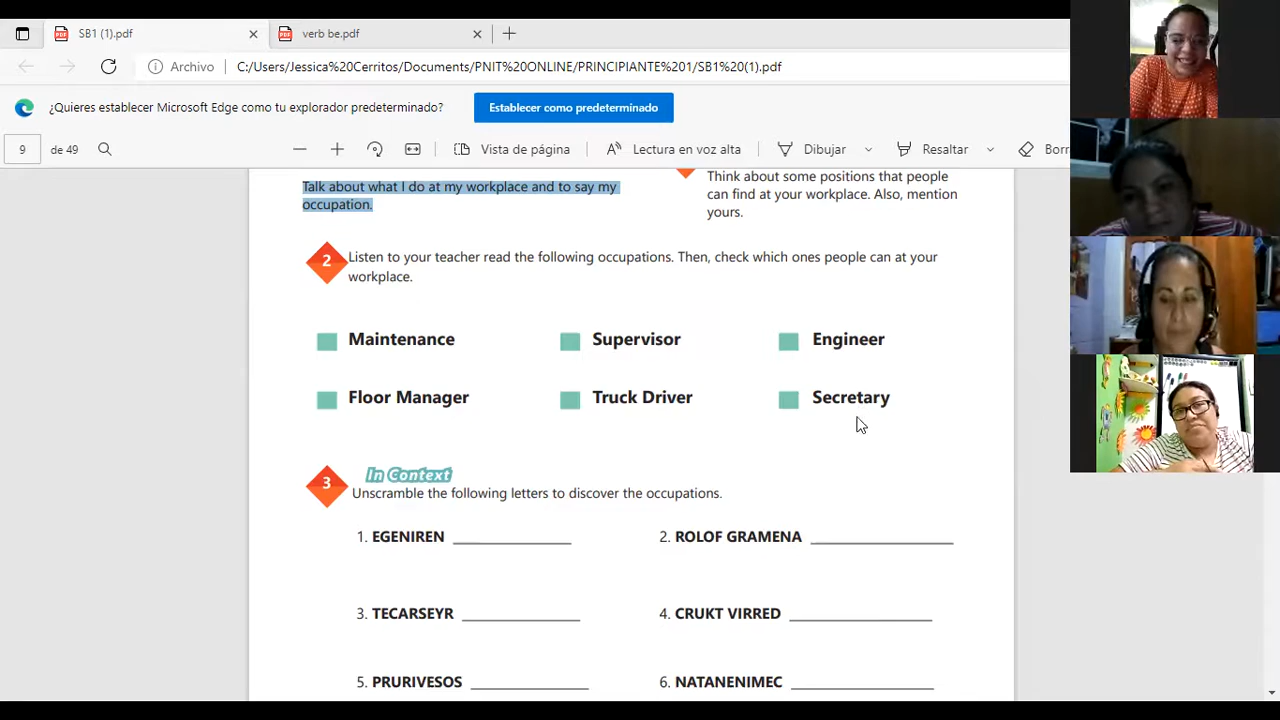 SB1 (1).pdf
verb be.pdf
Archivo
C:/Users/Jessica%20Cerritos/Documents/PNIT%20ONLINE/PRINCIPIANTE%201/SB1%20(1).pdf
¿Quieres establecer Microsoft Edge como tu explorador predeterminado?
Establecer como predeterminado
9 de 49
Vista de página
Lectura en voz alta
Dibujar
Resaltar
Borr
Talk about what I do at my workplace and to say my
occupation.
Think about some positions that people
can find at your workplace. Also, mention
yours.
2 Listen to your teacher read the following occupations. Then, check which ones people can at your
workplace.
Maintenance
Supervisor
Engineer
Floor Manager
Truck Driver
Secretary
In Context
3 Unscramble the following letters to discover the occupations.
1. EGENIREN
2. ROLOF GRAMENA
3. TECARSEYR
4. CRUKT VIRRED
5. PRURIVESOS
6. NATANENIMEC